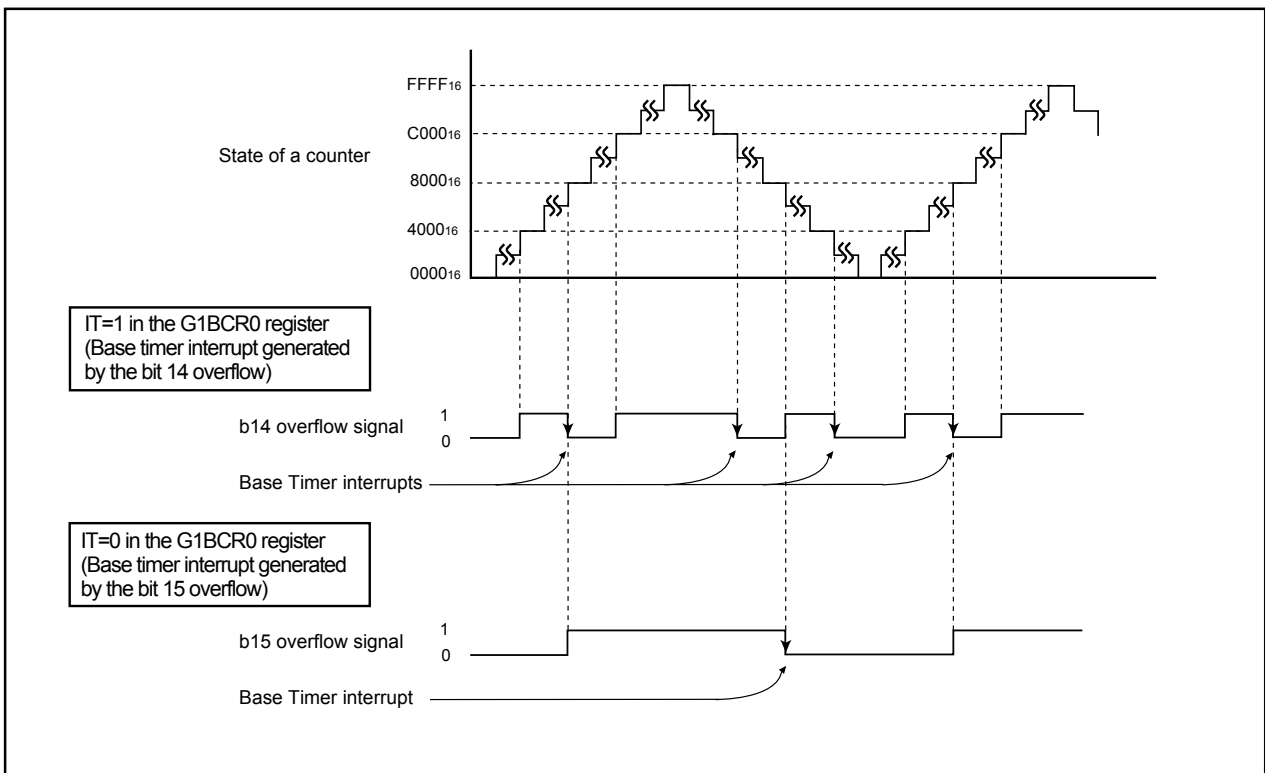 FFFF16
C00016
State of a counter
800016
400016
000016
IT=1 in the G1BCR0 register
(Base timer interrupt generated
by the bit 14 overflow)
b14 overflow signal
1
0
Base Timer interrupts
IT=0 in the G1BCR0 register
(Base timer interrupt generated
by the bit 15 overflow)
b15 overflow signal
1
0
Base Timer interrupt